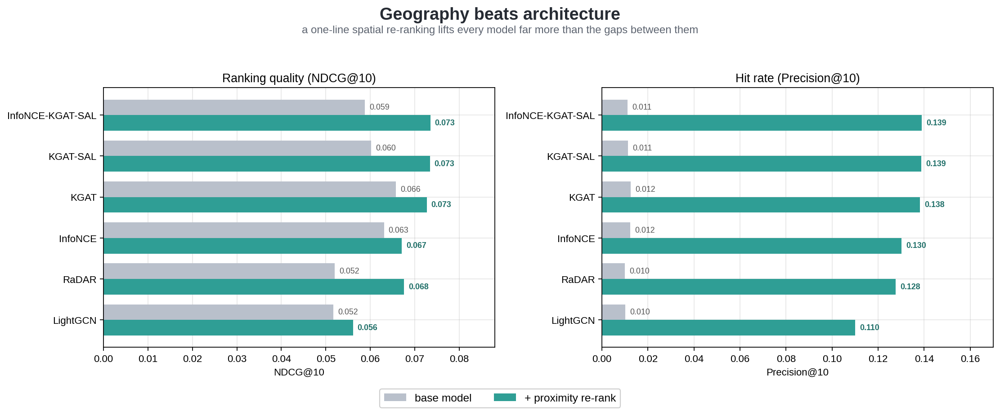 Geography beats architecture
a one-line spatial re-ranking lifts every model far more than the gaps between them
Ranking quality (NDCG@10)
InfoNCE-KGAT-SAL
0.059
0.073
KGAT-SAL
0.060
0.073
KGAT
0.066
0.073
InfoNCE
0.063
0.067
RaDAR
0.052
0.068
LightGCN
0.052
0.056
0.00 0.01 0.02 0.03 0.04 0.05 0.06 0.07 0.08
NDCG@10
Hit rate (Precision@10)
InfoNCE-KGAT-SAL
0.011
0.139
KGAT-SAL
0.011
0.139
KGAT
0.012
0.138
InfoNCE
0.012
0.130
RaDAR
0.010
0.128
LightGCN
0.010
0.110
0.00 0.02 0.04 0.06 0.08 0.10 0.12 0.14 0.16
Precision@10
base model + proximity re-rank